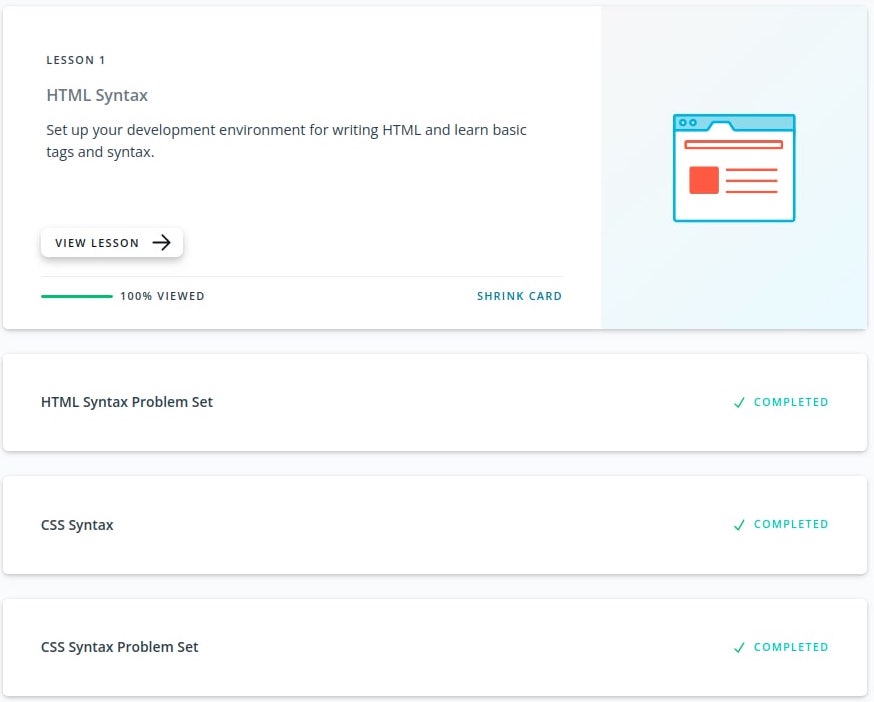 LESSON 1
HTML Syntax
Set up your development environment for writing HTML and learn basic
tags and syntax.
VIEW LESSON
100% VIEWED
SHRINK CARD
HTML Syntax Problem Set
COMPLETED
CSS Syntax
COMPLETED
CSS Syntax Problem Set
COMPLETED